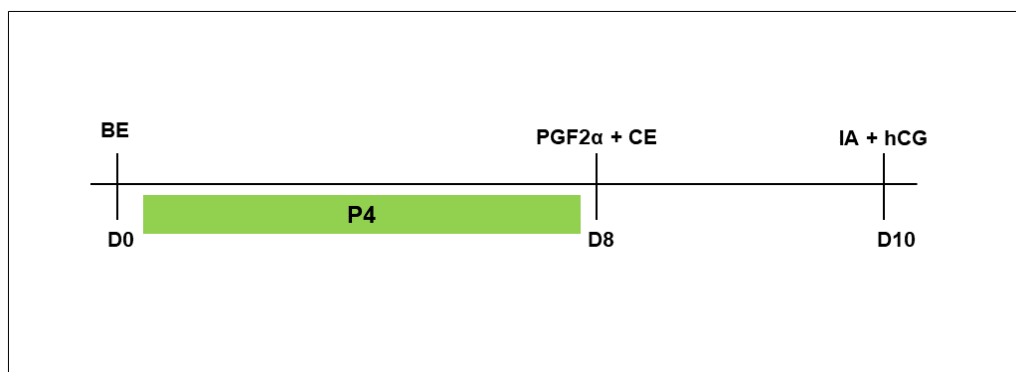 BE
PGF2α + CE
IA + hCG
P4
D0
D8
D10